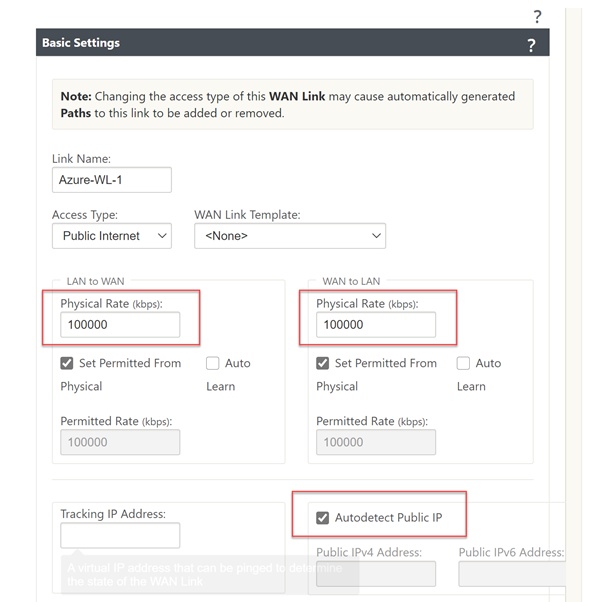 ?
Basic Settings ?
Note: Changing the access type of this WAN Link may cause automatically generated
Paths to this link to be added or removed.
Link Name:
Azure-WL-1
Access Type: WAN Link Template:
Public Internet <None>
LAN to WAN WAN to LAN
Physical Rate (kbps): Physical Rate (kbps):
100000 100000
Set Permitted From Auto Set Permitted From Auto
Physical Learn Physical Learn
Permitted Rate (kbps): Permitted Rate (kbps):
100000 100000
Tracking IP Address: Autodetect Public IP
Public IPv4 Address: Public IPv6 Address:
A virtual IP address that can be pinged to determine
the state of the WAN Link.